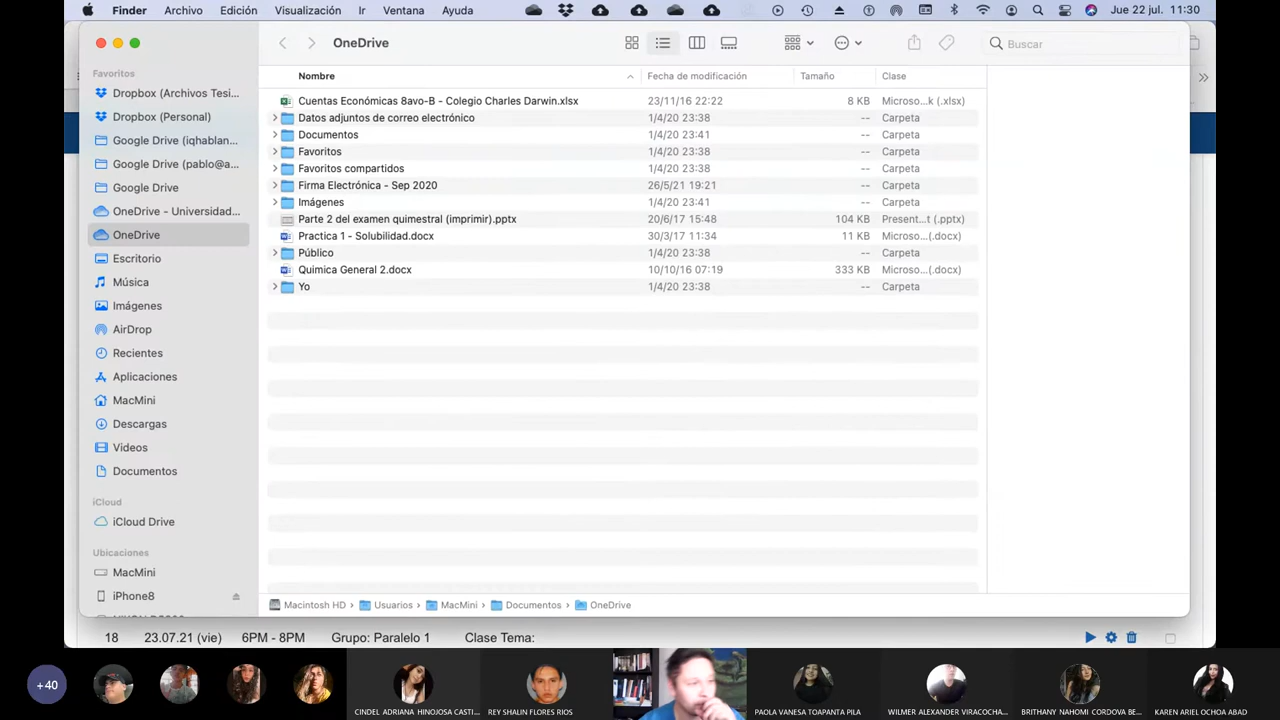 Finder Archivo Edición Visualización Ir Ventana Ayuda Jue 22 jul. 11:30
OneDrive Buscar
Favoritos
Dropbox (Archivos Tesi...
Dropbox (Personal)
Google Drive (iqhablan...
Google Drive (pablo@a...
Google Drive
OneDrive - Universidad...
OneDrive
Escritorio
Música
Imágenes
AirDrop
Recientes
Aplicaciones
MacMini
Descargas
Vídeos
Documentos
iCloud
iCloud Drive
Ubicaciones
MacMini
iPhone8
Nombre Fecha de modificación Tamaño Clase
Cuentas Económicas 8avo-B - Colegio Charles Darwin.xlsx 23/11/16 22:22 8 KB Microso...k (.xlsx)
Datos adjuntos de correo electrónico 1/4/20 23:38 -- Carpeta
Documentos 1/4/20 23:41 -- Carpeta
Favoritos 1/4/20 23:38 -- Carpeta
Favoritos compartidos 1/4/20 23:38 -- Carpeta
Firma Electrónica - Sep 2020 26/5/21 19:21 -- Carpeta
Imágenes 1/4/20 23:41 -- Carpeta
Parte 2 del examen quimestral (imprimir).pptx 20/6/17 15:48 104 KB Present...t (.pptx)
Practica 1 - Solubilidad.docx 30/3/17 11:34 11 KB Microso...(.docx)
Público 1/4/20 23:38 -- Carpeta
Quimica General 2.docx 10/10/16 07:19 333 KB Microso...(.docx)
Yo 1/4/20 23:38 -- Carpeta
Macintosh HD › Usuarios › MacMini › Documentos › OneDrive
18 23.07.21 (vie) 6PM - 8PM Grupo: Paralelo 1 Clase Tema:
+40
CINDEL ADRIANA HINOJOSA CASTI... REY SHALIN FLORES RIOS PAOLA VANESA TOAPANTA PILA WILMER ALEXANDER VIRACOCHA... BRITHANY NAHOMI CORDOVA BE... KAREN ARIEL OCHOA ABAD